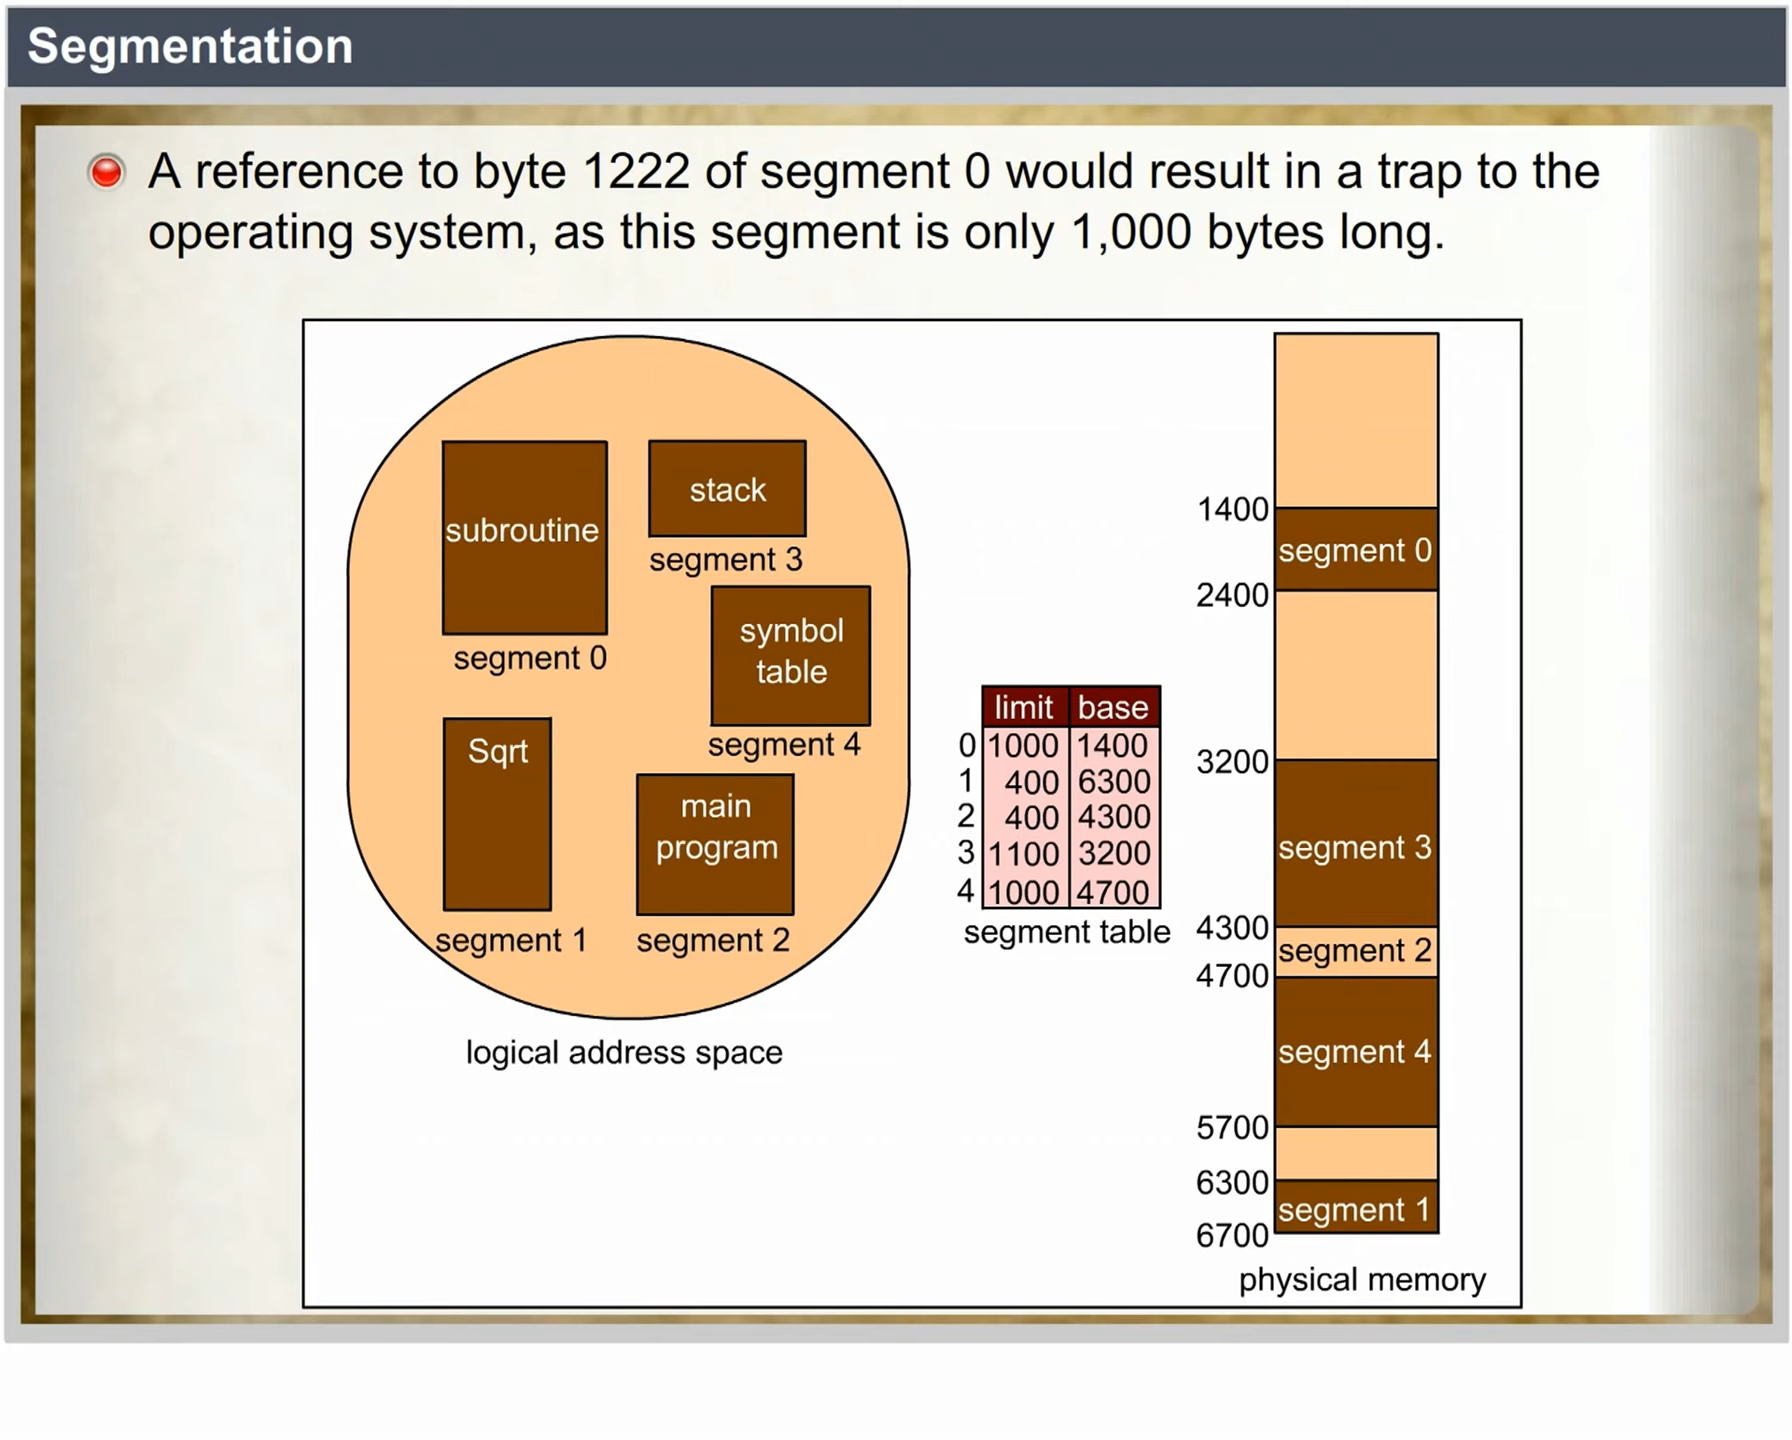 Segmentation
A reference to byte 1222 of segment 0 would result in a trap to the
operating system, as this segment is only 1,000 bytes long.
subroutine
segment 0
stack
segment 3
symbol
table
segment 4
Sqrt
segment 1
main
program
segment 2
logical address space
limit base
0 1000 1400
1 400 6300
2 400 4300
3 1100 3200
4 1000 4700
segment table
1400
segment 0
2400
3200
segment 3
4300
segment 2
4700
segment 4
5700
6300
segment 1
6700
physical memory